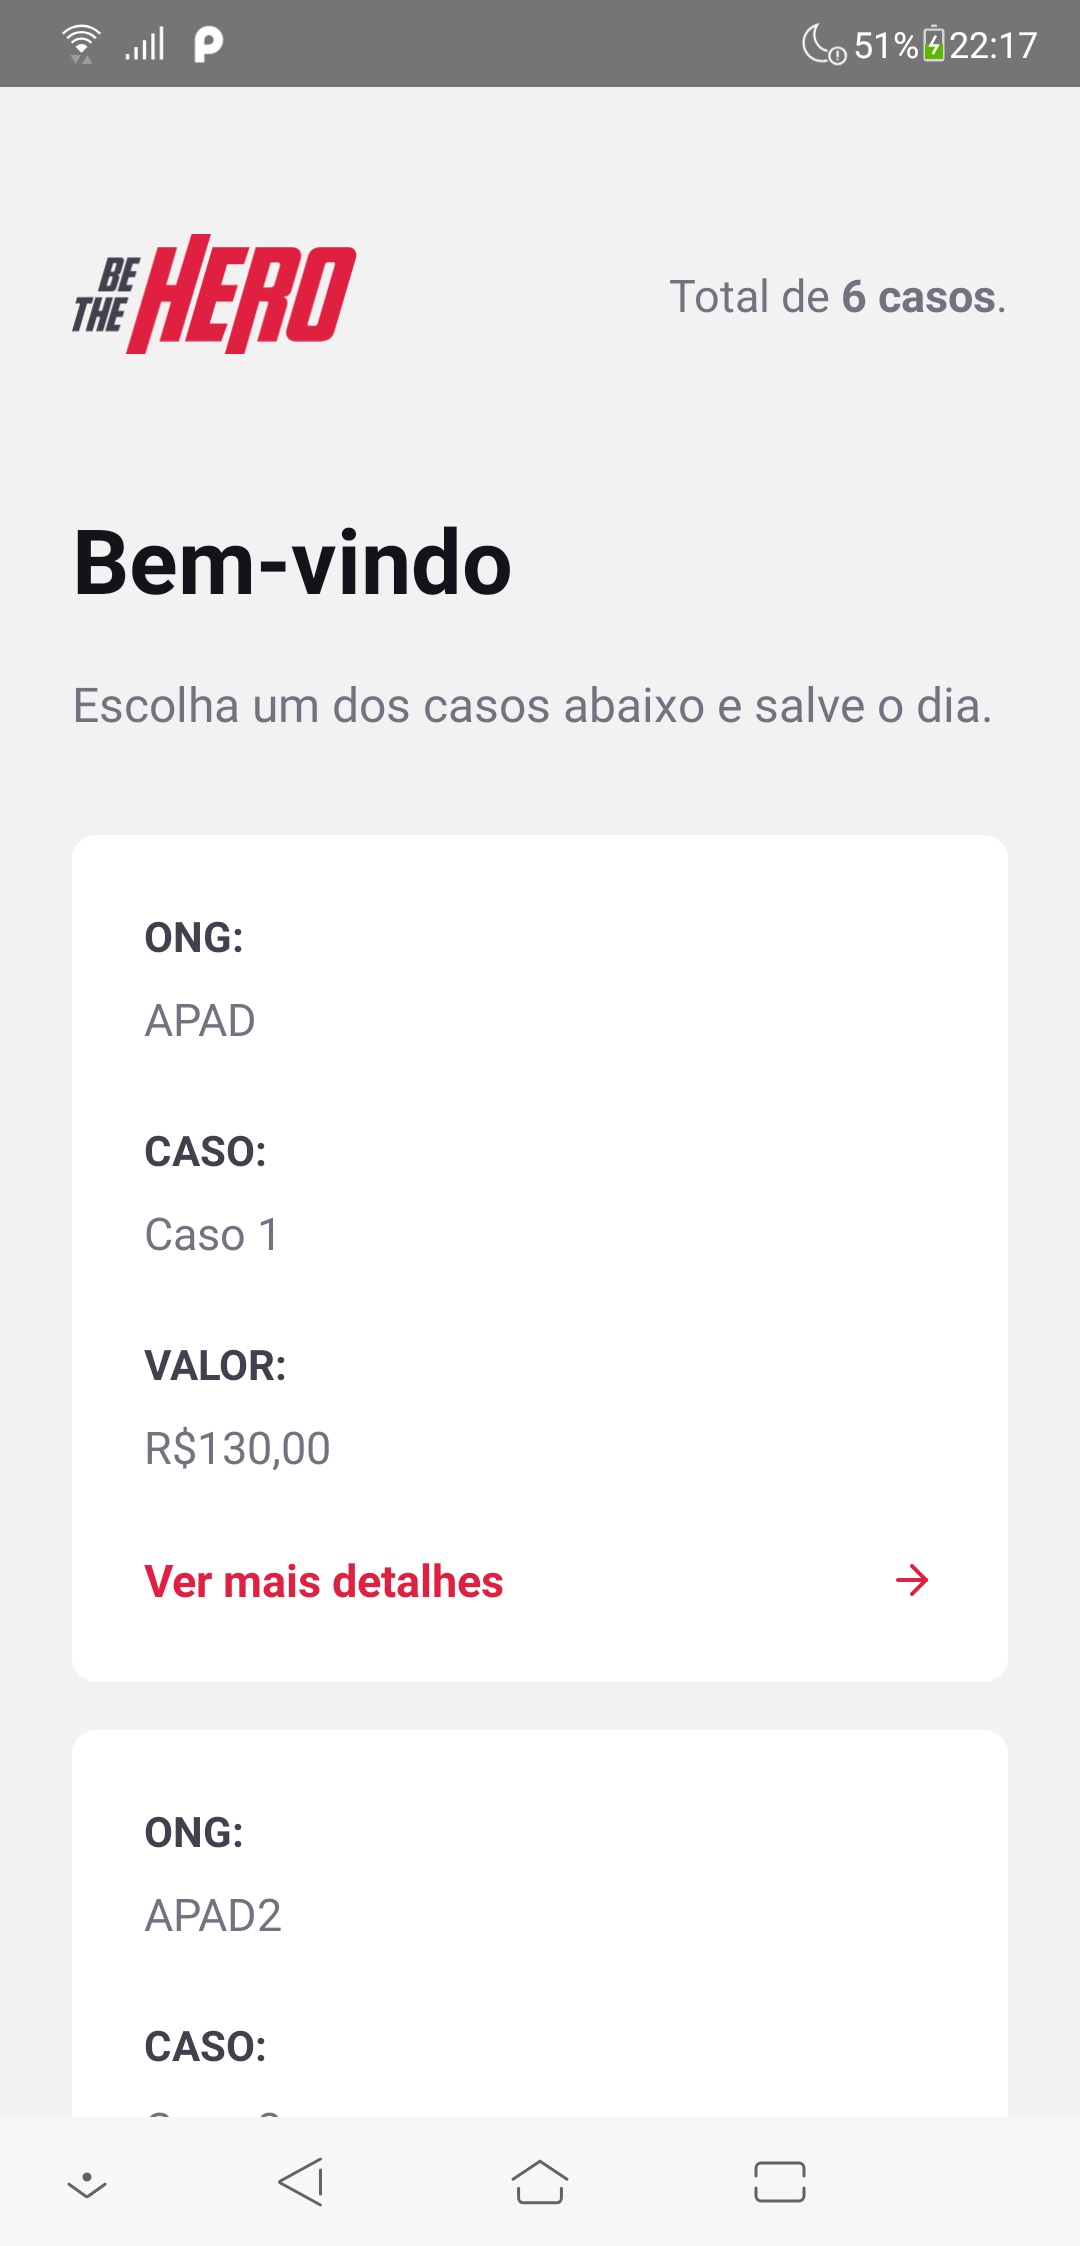 51% 22:17
BE THE HERO
Total de 6 casos.
Bem-vindo
Escolha um dos casos abaixo e salve o dia.
ONG:
APAD
CASO:
Caso 1
VALOR:
R$130,00
Ver mais detalhes
ONG:
APAD2
CASO: